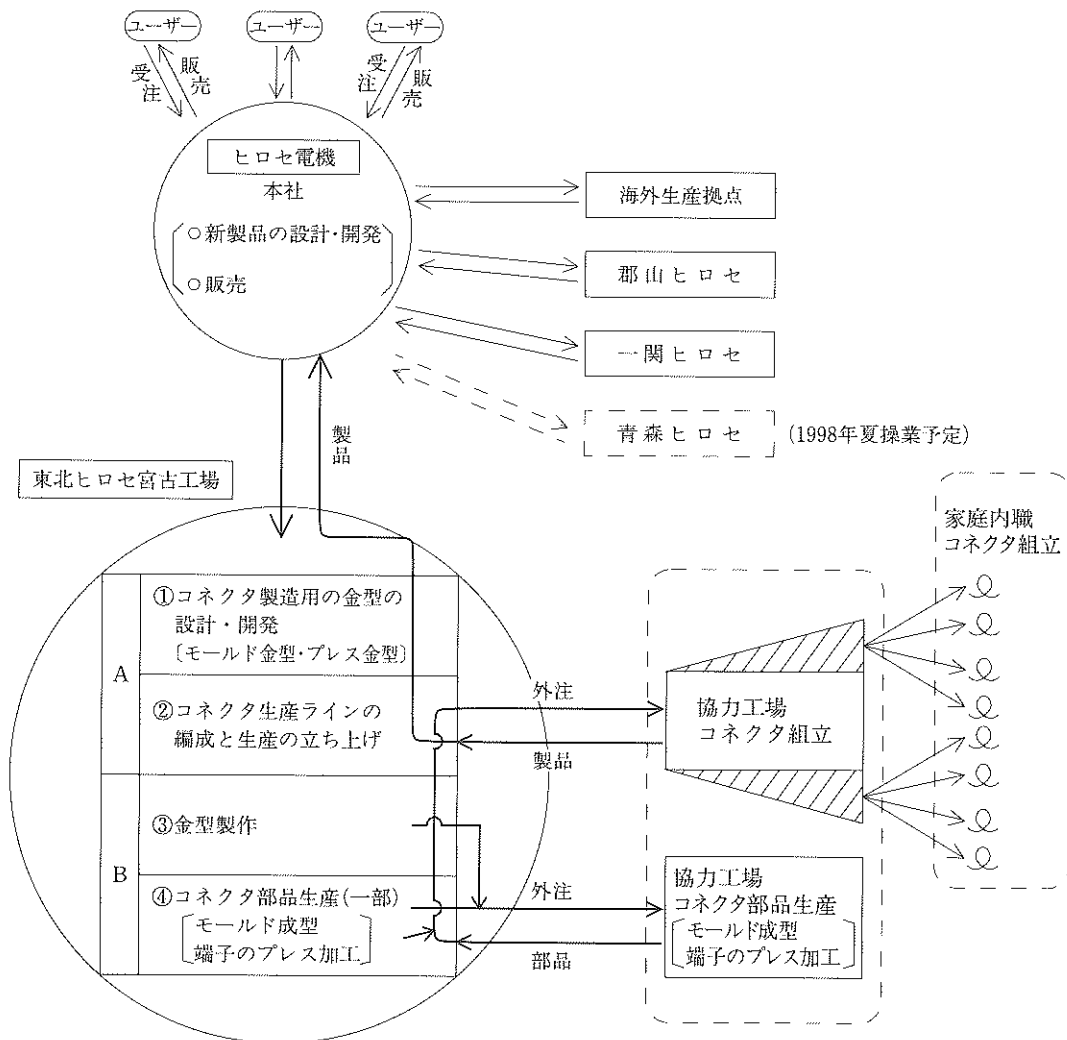 ユーザー
ユーザー
ユーザー
受注
販売
受注
販売
ヒロセ電機
本社
○新製品の設計・開発
○販売
海外生産拠点
郡山ヒロセ
一関ヒロセ
青森ヒロセ
(1998年夏操業予定)
製品
東北ヒロセ宮古工場
家庭内職
コネクタ組立
A
①コネクタ製造用の金型の
設計・開発
〔モールド金型・プレス金型〕
②コネクタ生産ラインの
編成と生産の立ち上げ
外注
製品
協力工場
コネクタ組立
B
③金型製作
④コネクタ部品生産(一部)
モールド成型
端子のプレス加工
外注
部品
協力工場
コネクタ部品生産
モールド成型
端子のプレス加工